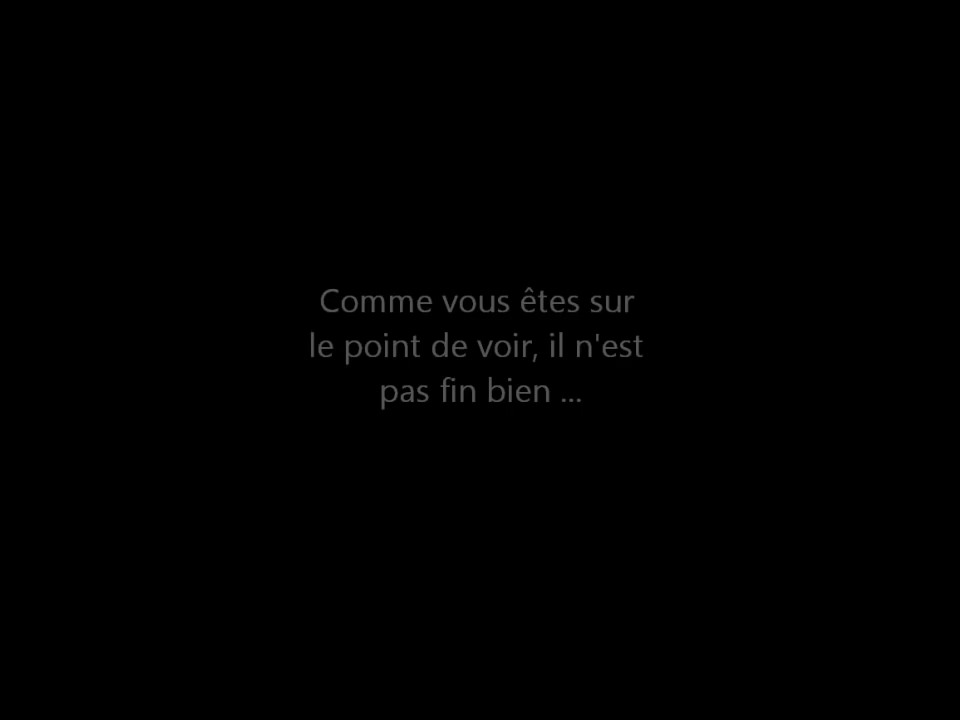 Comme vous êtes sur
le point de voir, il n'est
pas fin bien ...